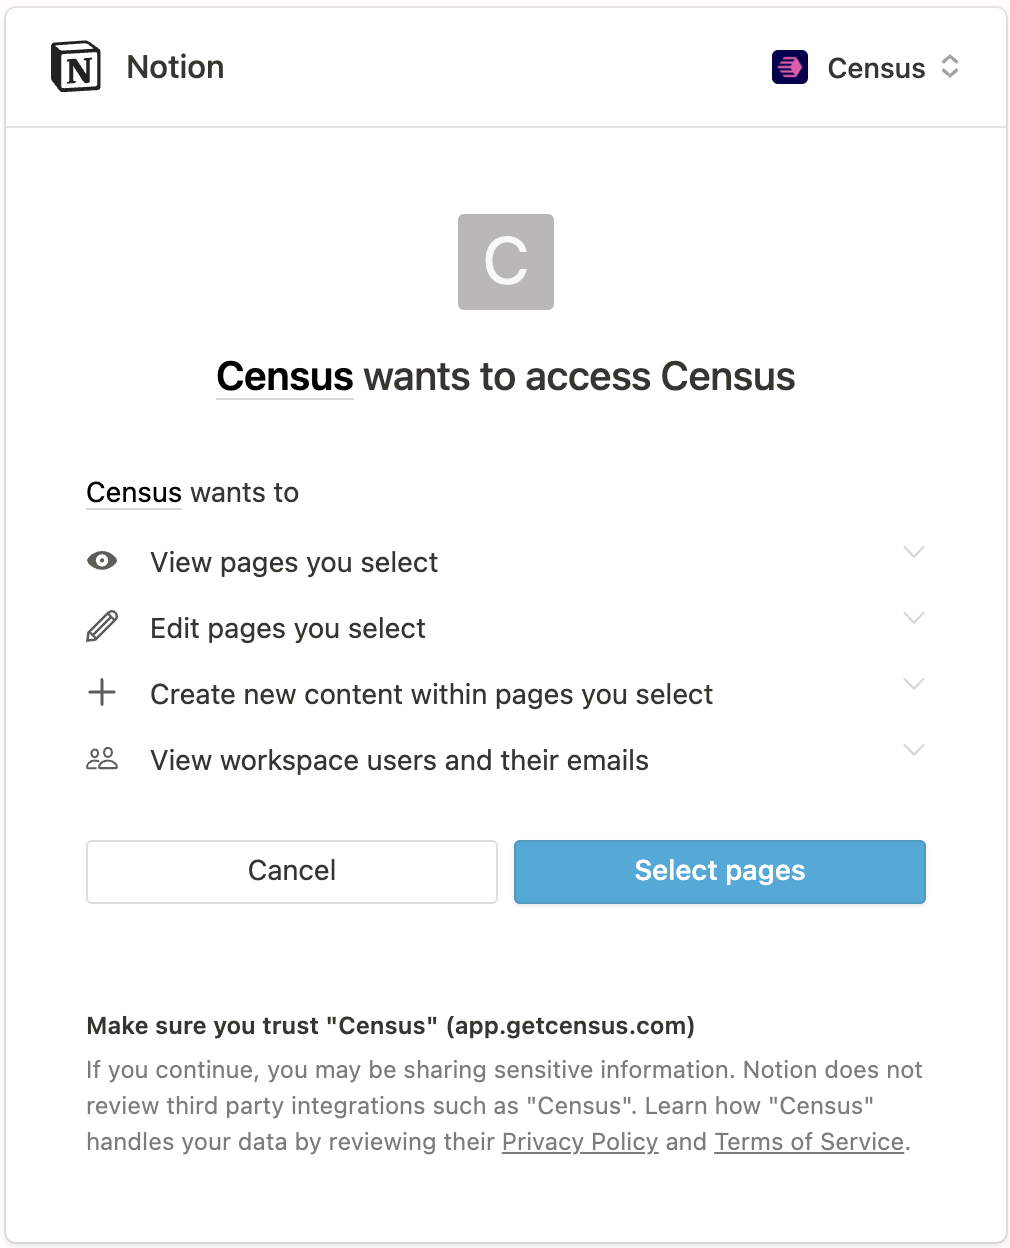 Notion
Census
C
Census wants to access Census
Census wants to
View pages you select
Edit pages you select
Create new content within pages you select
View workspace users and their emails
Cancel
Select pages
Make sure you trust "Census" (app.getcensus.com)
If you continue, you may be sharing sensitive information. Notion does not
review third party integrations such as "Census". Learn how "Census"
handles your data by reviewing their Privacy Policy and Terms of Service.